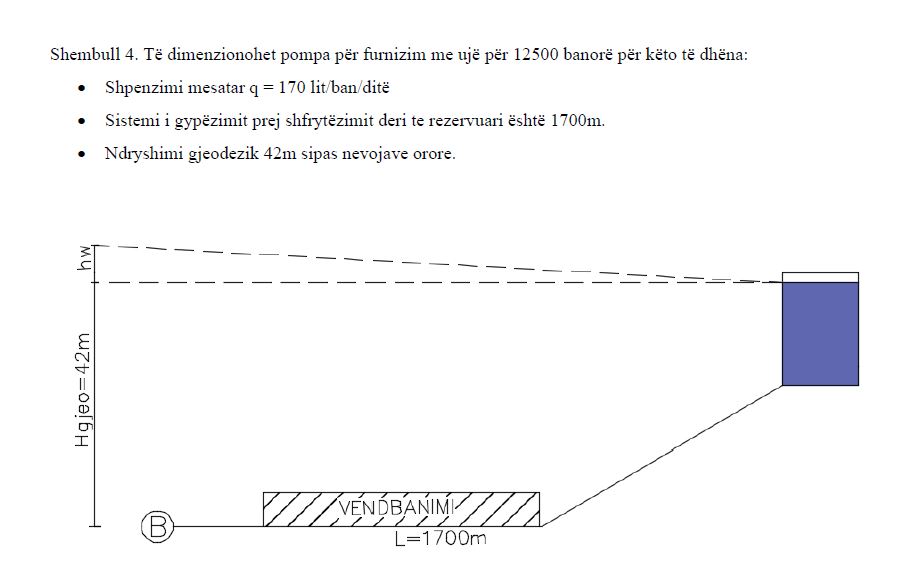 Shembull 4. Të dimenzionohet pompa për furnizim me ujë për 12500 banorë për këto të dhëna:
• Shpenzimi mesatar q = 170 lit/ban/ditë
• Sistemi i gypëzimit prej shfrytëzimit deri te rezervuari është 1700m.
• Ndryshimi gjeodezik 42m sipas nevojave orore.
hw
Hgjeo=42m
VENDBANIMI
B
L=1700m